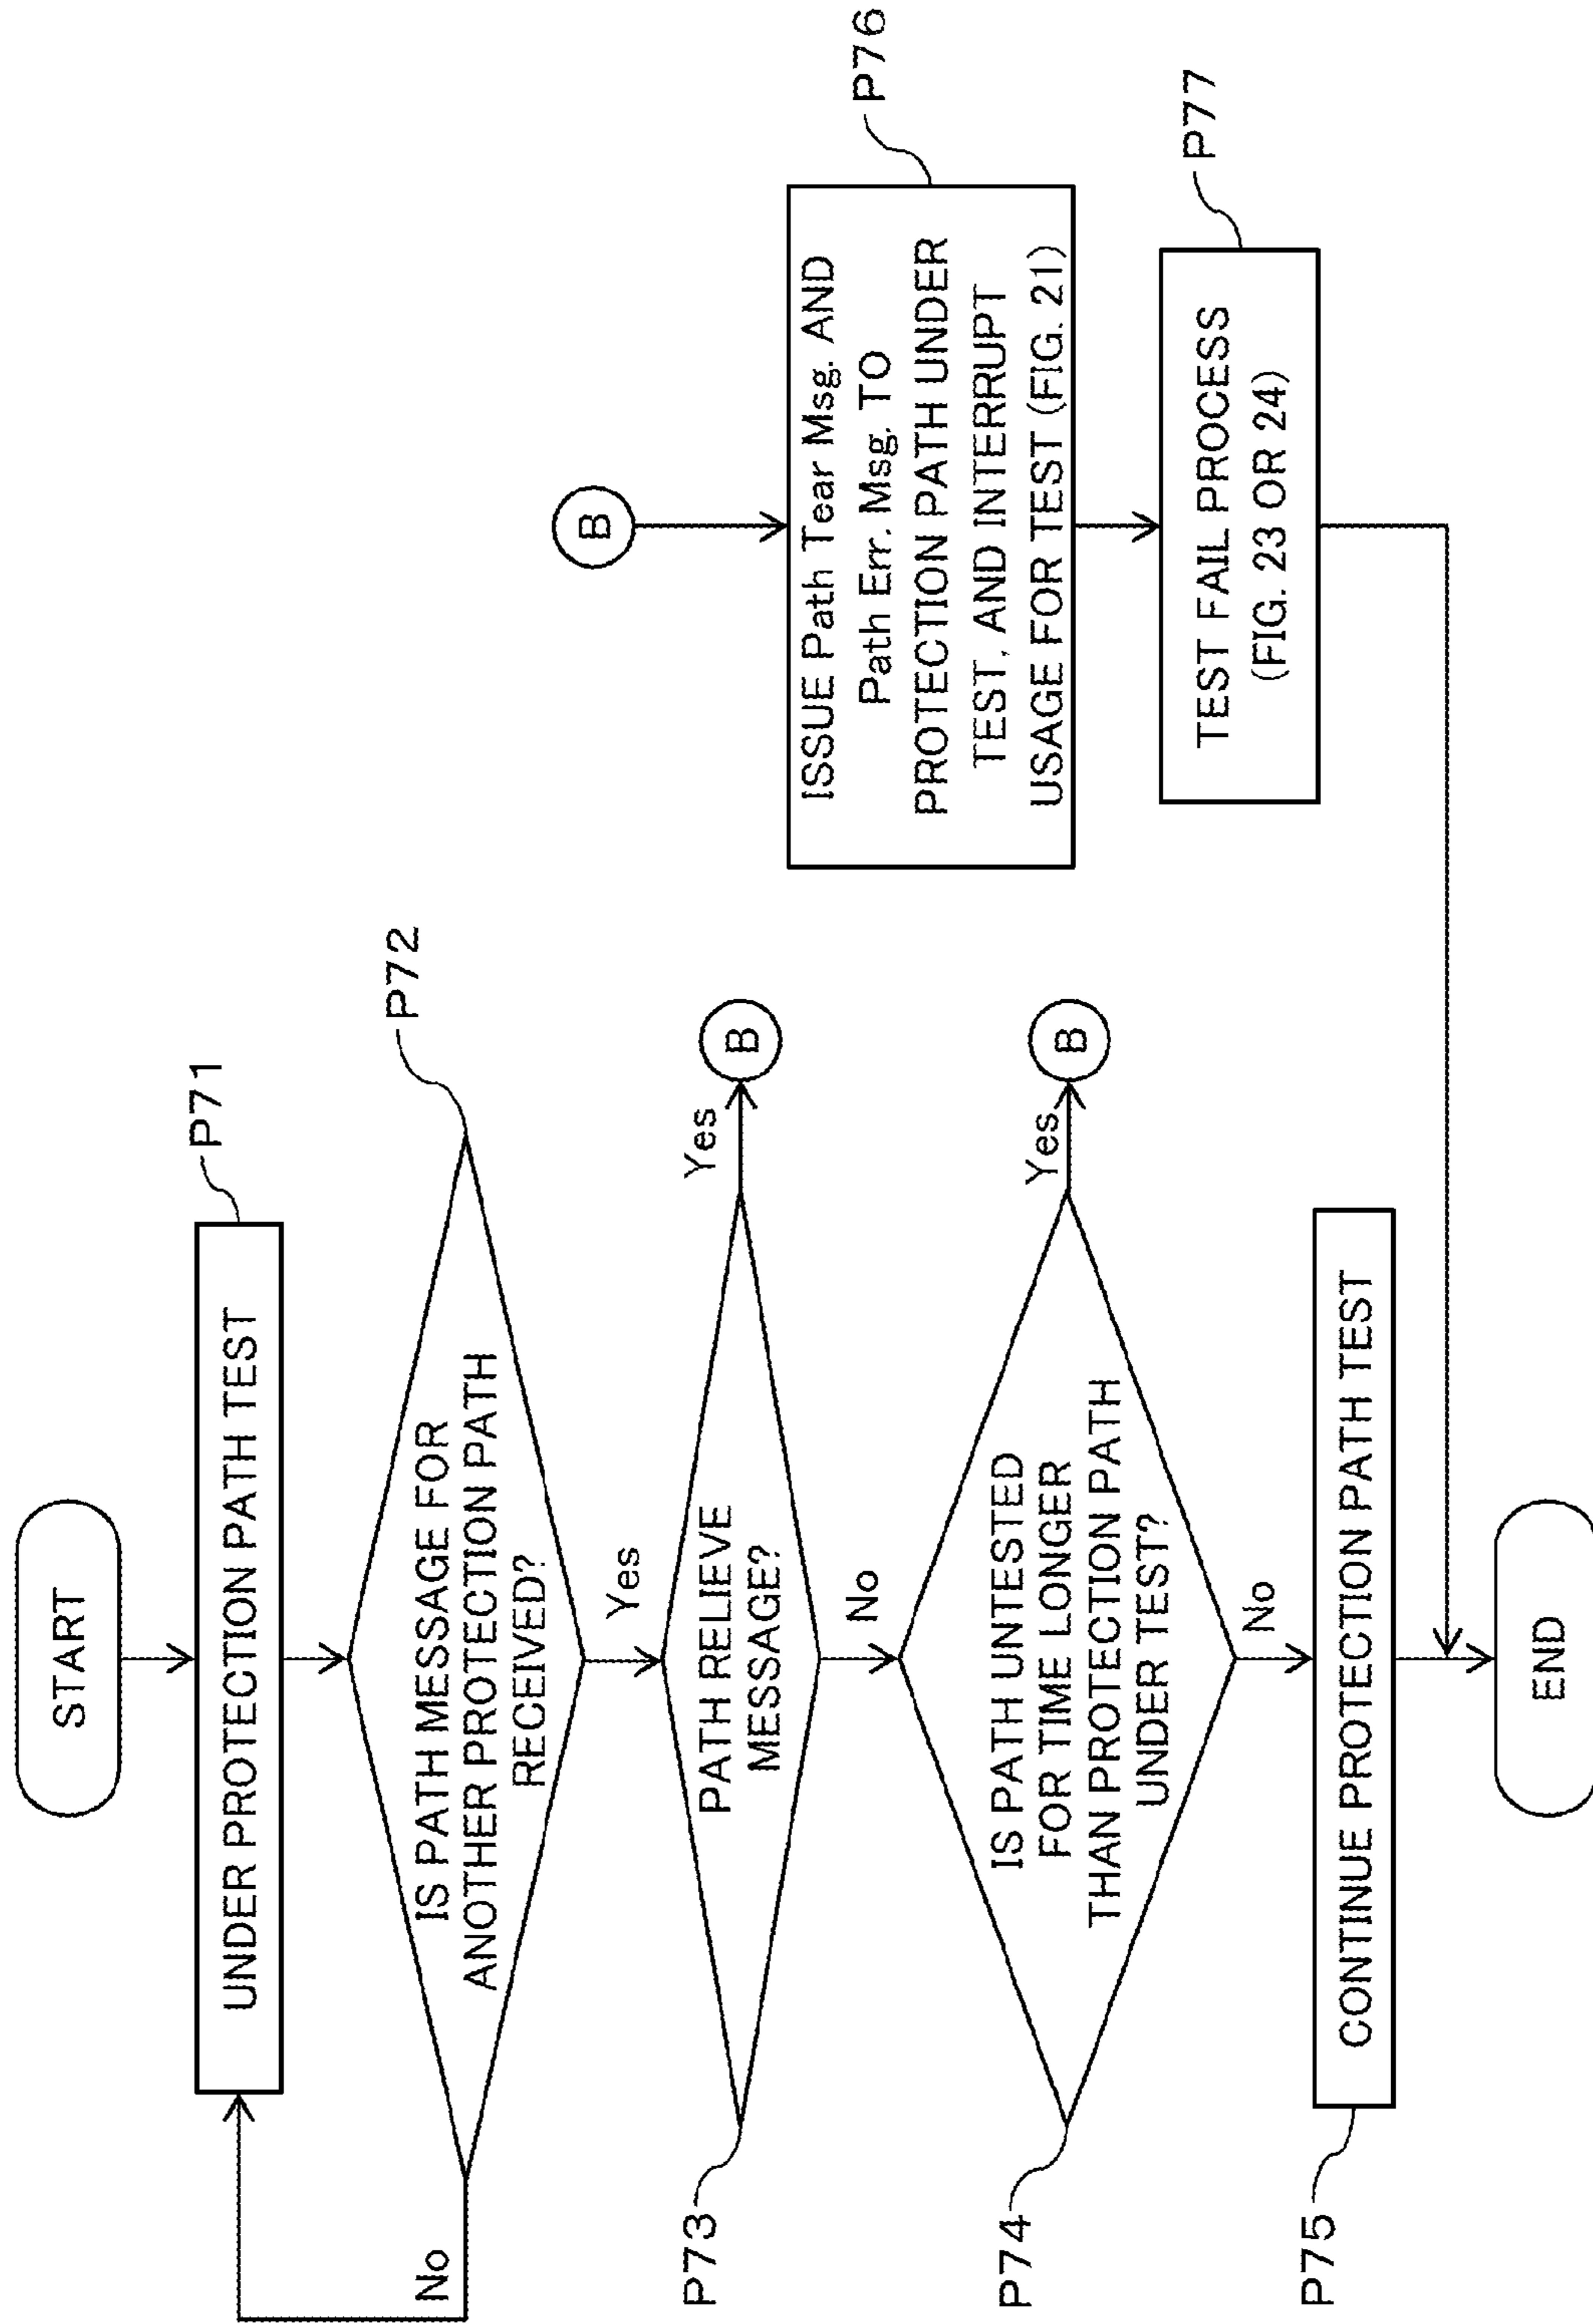 START
UNDER PROTECTION PATH TEST
P71
IS PATH MESSAGE FOR
ANOTHER PROTECTION PATH
RECEIVED?
P72
No
Yes
PATH RELIEVE
MESSAGE?
P73
Yes
B
No
IS PATH UNTESTED
FOR TIME LONGER
THAN PROTECTION PATH
UNDER TEST?
P74
Yes
B
No
CONTINUE PROTECTION PATH TEST
P75
END
B
ISSUE Path Tear Msg. AND
Path Err. Msg. TO
PROTECTION PATH UNDER
TEST, AND INTERRUPT
USAGE FOR TEST (FIG. 21)
P76
TEST FAIL PROCESS
(FIG. 23 OR 24)
P77